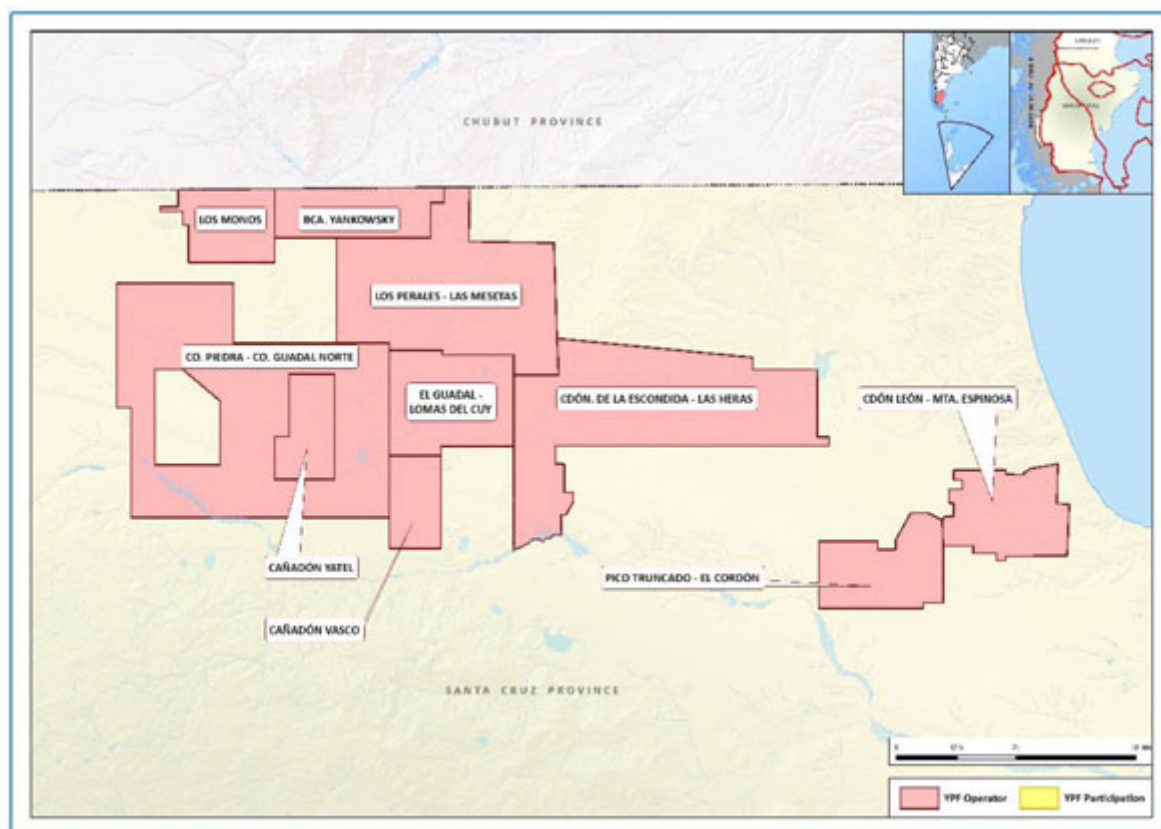 CHUBUT PROVINCE
LOS MONOS
BCA. YANKOWSKY
LOS PERALES - LAS MESETAS
CO. PIEDRA - CO. GUADAL NORTE
EL GUADAL -
LOMAS DEL CUY
CDÓN. DE LA ESCONDIDA - LAS HERAS
CDÓN LEÓN - MTA. ESPINOSA
CAÑADÓN YATEL
PICO TRUNCADO - EL CORDÓN
CAÑADÓN VASCO
SANTA CRUZ PROVINCE
0
YPF Operator
YPF Participation